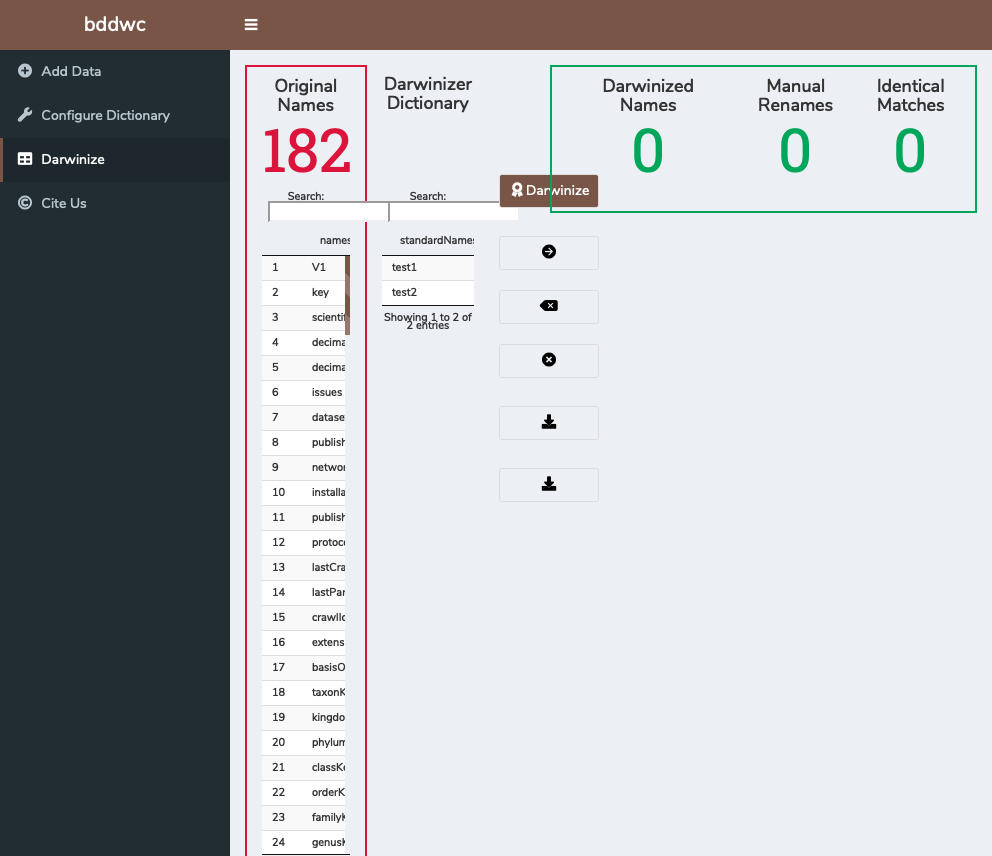 bddwc
Add Data
Configure Dictionary
Darwinize
Cite Us
Original
Names
182
Search:
names
1 V1
2 key
3 scientif
4 decima
5 decima
6 issues
7 datase
8 publish
9 networ
10 installa
11 publish
12 protoco
13 lastCra
14 lastPar
15 crawlId
16 extens
17 basisO
18 taxonK
19 kingdo
20 phylum
21 classKe
22 orderK
23 familyK
24 genusK
Darwinizer
Dictionary
Search:
standardNames
test1
test2
Showing 1 to 2 of
2 entries
Darwinize
Darwinized
Names
0
Manual
Renames
0
Identical
Matches
0